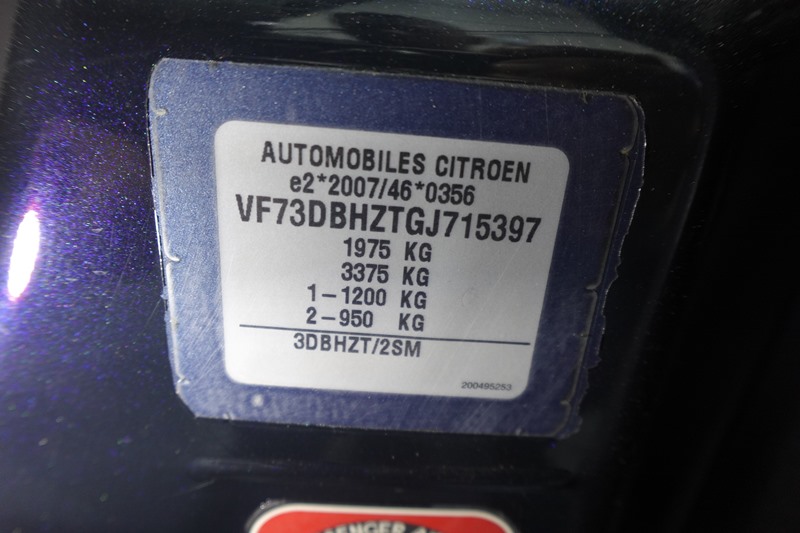 AUTOMOBILES CITROEN
e2*2007/46*0356
VF73DBHZTGJ715397
1975 KG
3375 KG
1-1200 KG
2-950 KG
3DBHZT/2SM
200495253